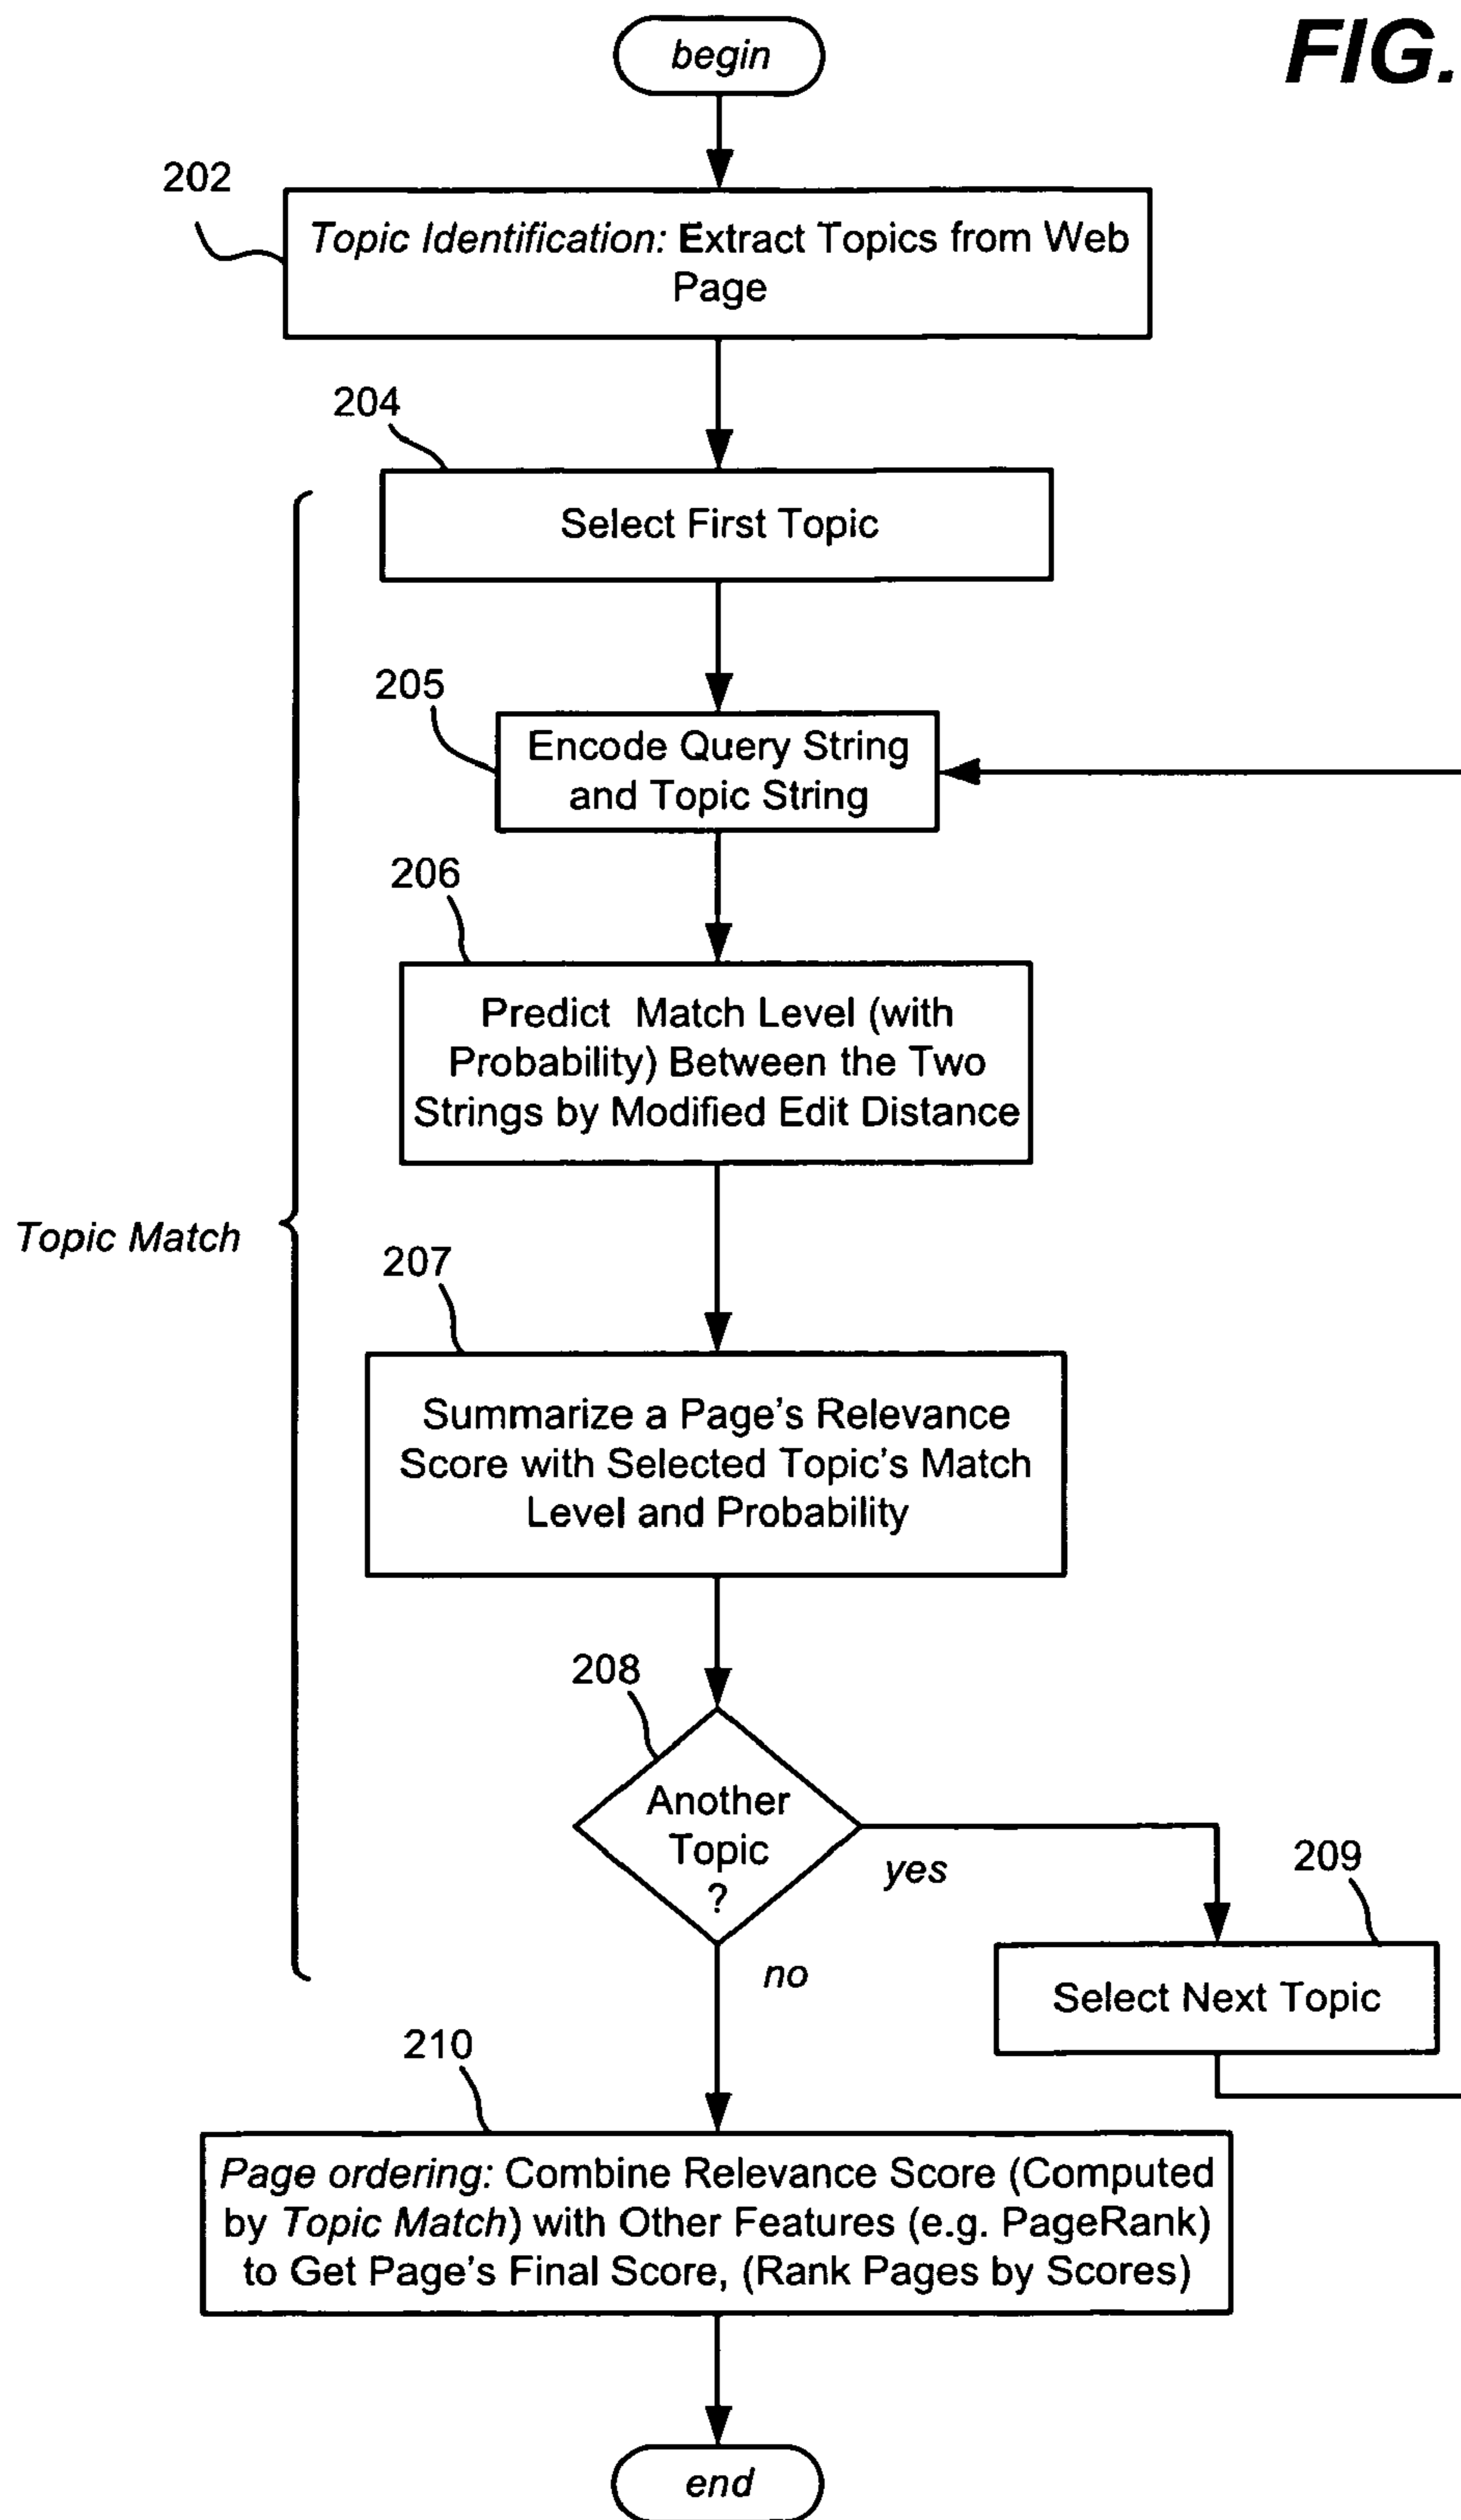 begin
FIG.
202
Topic Identification: Extract Topics from Web
Page
204
Select First Topic
205
Encode Query String
and Topic String
206
Predict Match Level (with
Probability) Between the Two
Strings by Modified Edit Distance
Topic Match
207
Summarize a Page's Relevance
Score with Selected Topic's Match
Level and Probability
208
Another
Topic
?
yes
209
no
Select Next Topic
210
Page ordering: Combine Relevance Score (Computed
by Topic Match) with Other Features (e.g. PageRank)
to Get Page's Final Score, (Rank Pages by Scores)
end